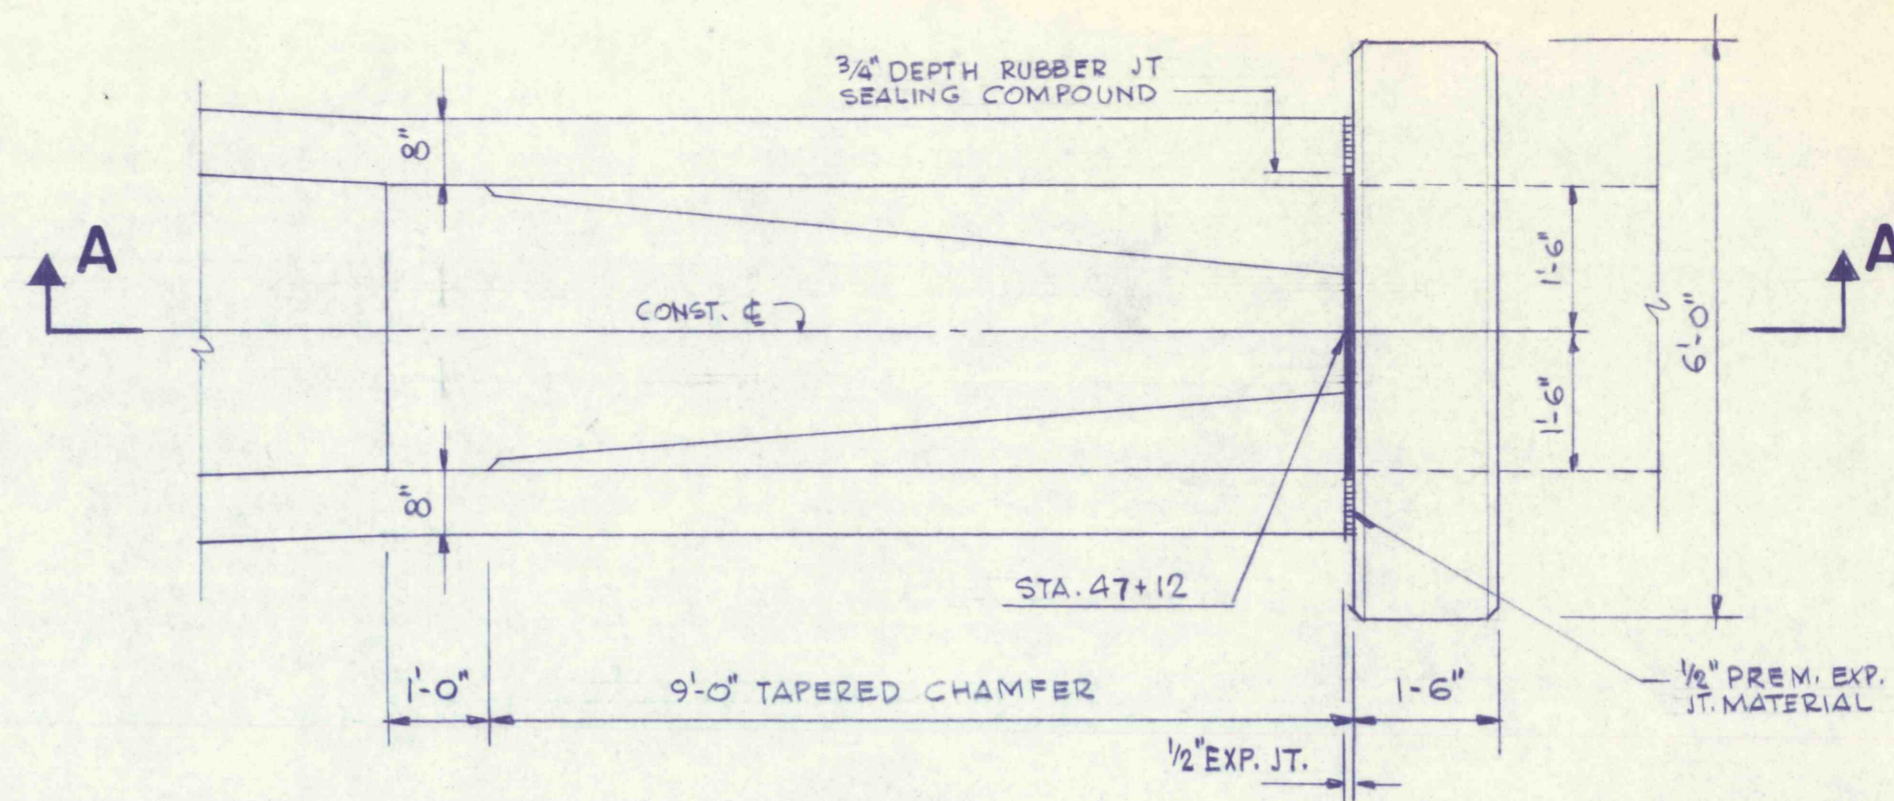 3/4" DEPTH RUBBER JT
SEALING COMPOUND
8"
A
A
1'-6"
CONST. ℄
6'-0"
1'-6"
8"
STA. 47+12
1'-0"
9'-0" TAPERED CHAMFER
1-6"
1/2" PREM. EXP.
JT. MATERIAL
1/2" EXP. JT.